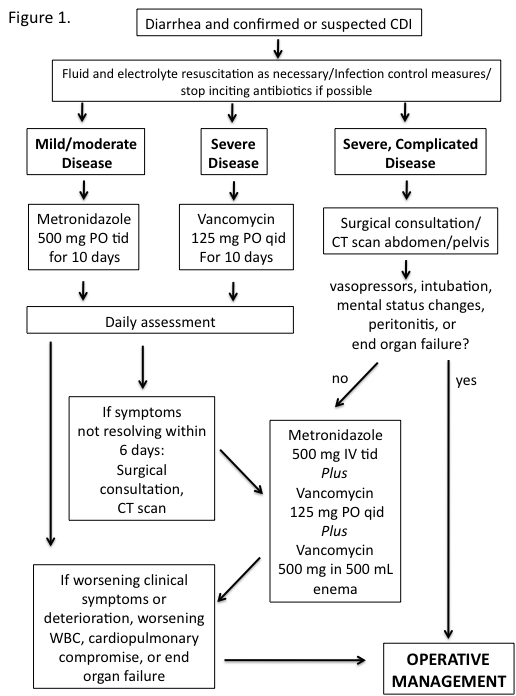 Figure 1.
Diarrhea and confirmed or suspected CDI
Fluid and electrolyte resuscitation as necessary/Infection control measures/
stop inciting antibiotics if possible
Mild/moderate
Disease
Severe
Disease
Severe, Complicated
Disease
Metronidazole
500 mg PO tid
for 10 days
Vancomycin
125 mg PO qid
For 10 days
Surgical consultation/
CT scan abdomen/pelvis
Daily assessment
vasopressors, intubation,
mental status changes,
peritonitis, or
end organ failure?
no
yes
If symptoms
not resolving within
6 days:
Surgical
consultation,
CT scan
Metronidazole
500 mg IV tid
Plus
Vancomycin
125 mg PO qid
Plus
Vancomycin
500 mg in 500 mL
enema
If worsening clinical
symptoms or
deterioration, worsening
WBC, cardiopulmonary
compromise, or end
organ failure
OPERATIVE
MANAGEMENT